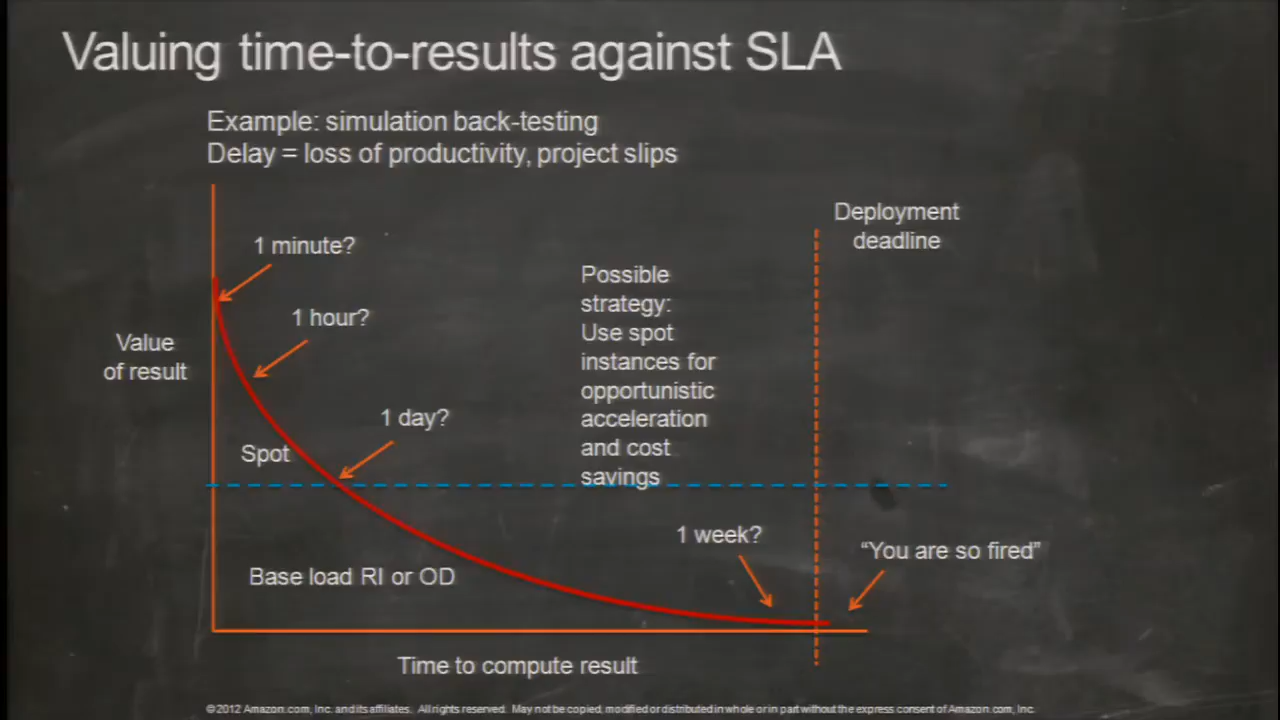 Valuing time-to-results against SLA
Example: simulation back-testing
Delay = loss of productivity, project slips
Deployment
deadline
1 minute?
Possible
strategy:
Use spot
instances for
opportunistic
acceleration
and cost
savings
1 hour?
Value
of result
1 day?
Spot
1 week?
“You are so fired”
Base load RI or OD
Time to compute result
© 2012 Amazon.com, Inc. and its affiliates. All rights reserved. May not be copied, modified or distributed in whole or in part without the express consent of Amazon.com, Inc.